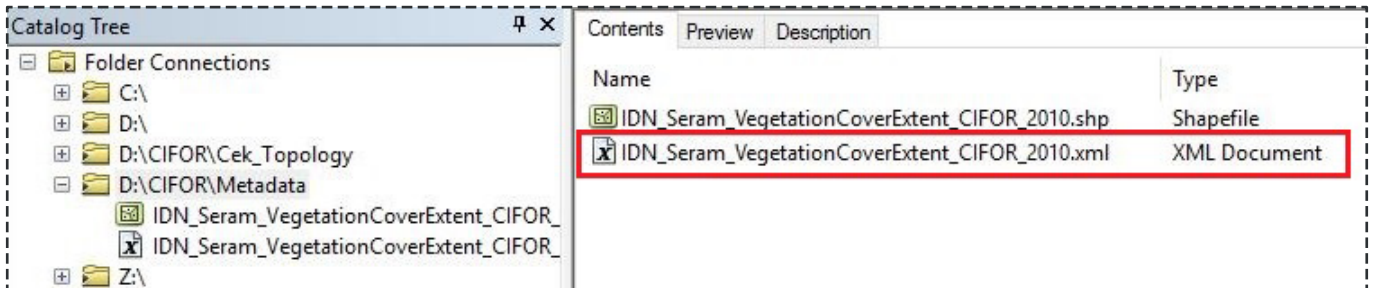 Catalog Tree
Folder Connections
C:\
D:\
D:\CIFOR\Cek_Topology
D:\CIFOR\Metadata
IDN_Seram_VegetationCoverExtent_CIFOR_
IDN_Seram_VegetationCoverExtent_CIFOR_
Z:\
Contents Preview Description
Name Type
IDN_Seram_VegetationCoverExtent_CIFOR_2010.shp Shapefile
IDN_Seram_VegetationCoverExtent_CIFOR_2010.xml XML Document